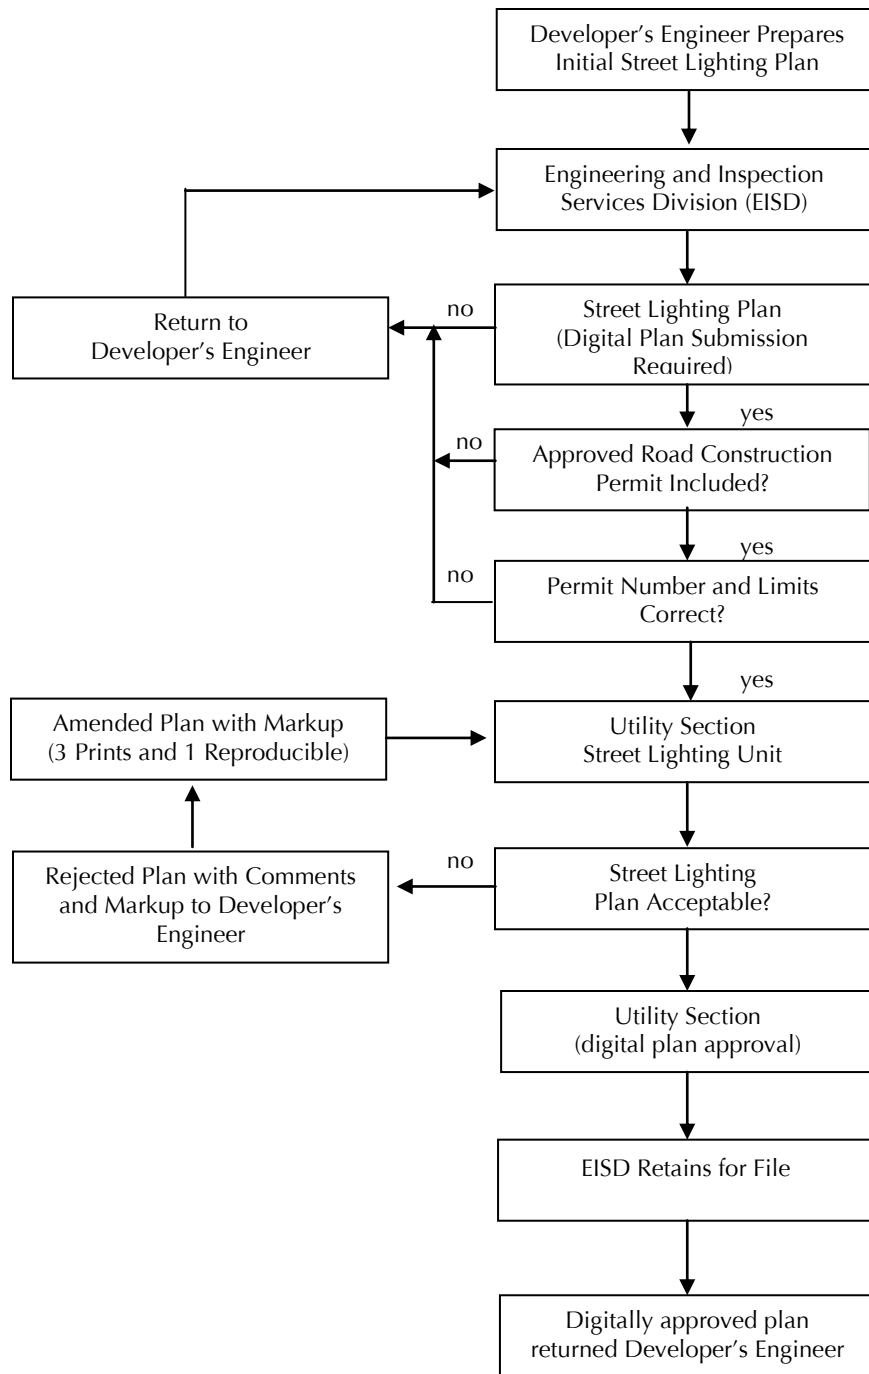 Developer's Engineer Prepares
Initial Street Lighting Plan
Engineering and Inspection
Services Division (EISD)
Return to
Developer's Engineer
no
Street Lighting Plan
(Digital Plan Submission
Required)
yes
no
Approved Road Construction
Permit Included?
yes
no
Permit Number and Limits
Correct?
yes
Amended Plan with Markup
(3 Prints and 1 Reproducible)
Utility Section
Street Lighting Unit
Rejected Plan with Comments
and Markup to Developer's
Engineer
no
Street Lighting
Plan Acceptable?
Utility Section
(digital plan approval)
EISD Retains for File
Digitally approved plan
returned Developer's Engineer